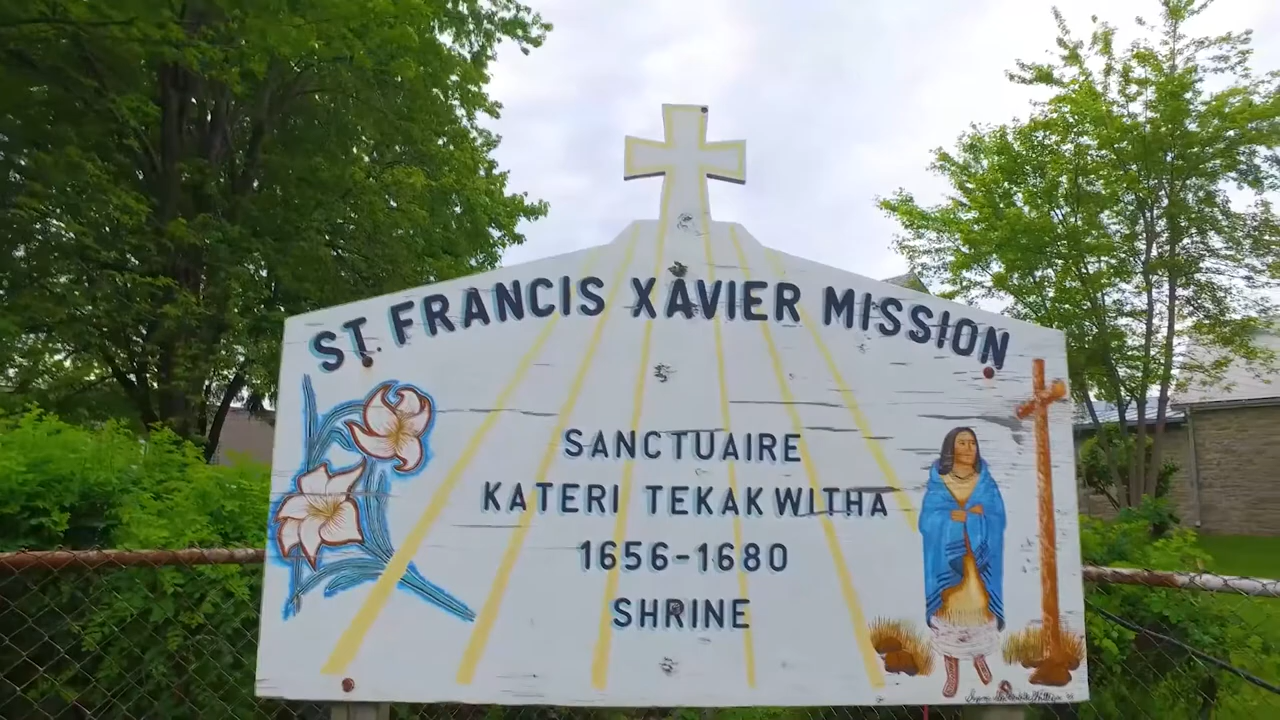 ST. FRANCIS XAVIER MISSION
SANCTUAIRE
KATERI TEKAKWITHA
1656-1680
SHRINE